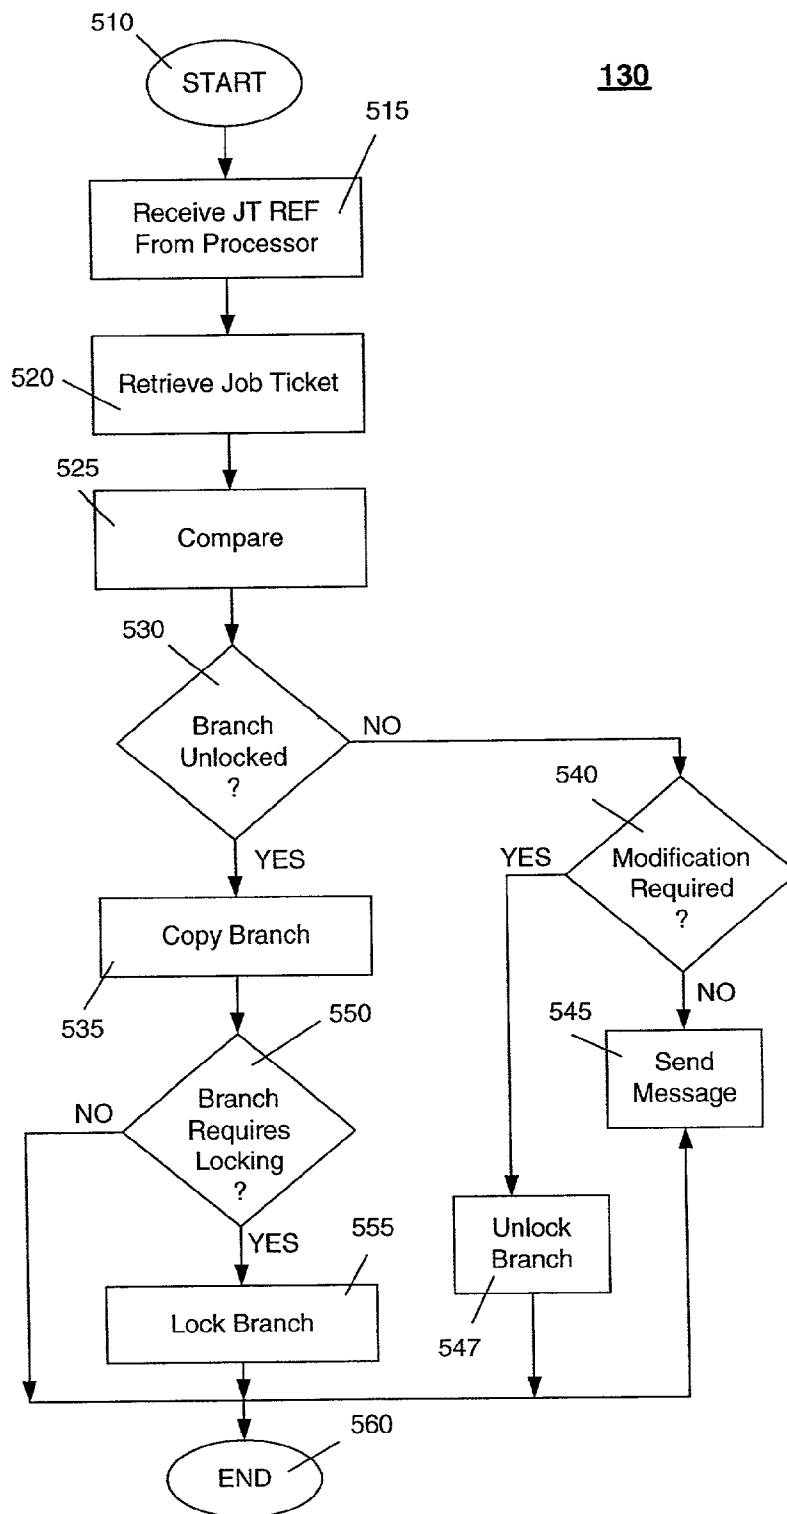 510
START
130
515
Receive JT REF
From Processor
520
Retrieve Job Ticket
525
Compare
530
Branch
Unlocked
?
NO
YES
540
Modification
Required
?
YES
NO
Copy Branch
535
550
Branch
Requires
Locking
?
NO
YES
545
Send
Message
Unlock
Branch
547
555
Lock Branch
560
END